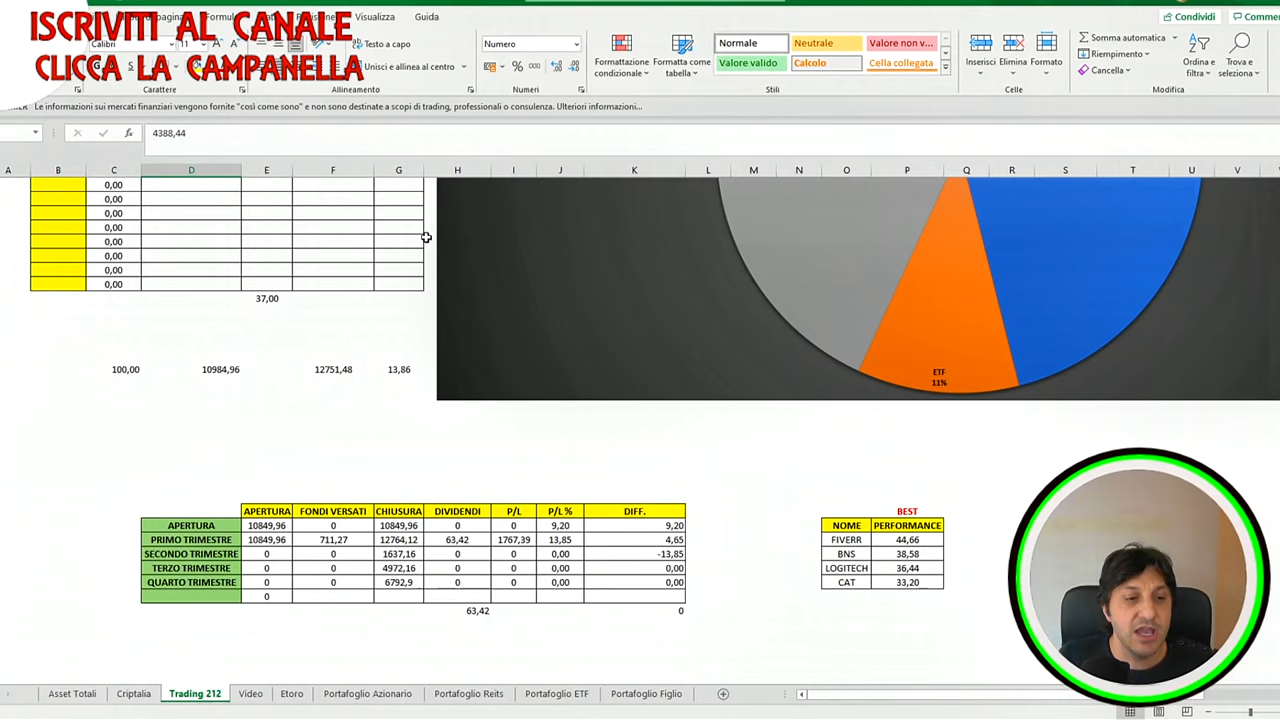 ISCRIVITI AL CANALE
CLICCA LA CAMPANELLA
Formul
Visualizza
Guida
Condividi
Comme
Calibri
11
Testo a capo
Unisci e allinea al centro
Numero
Formattazione condizionale
Formatta come tabella
Normale
Neutrale
Valore non v...
Valore valido
Calcolo
Cella collegata
Inserisci
Elimina
Formato
Somma automatica
Riempimento
Cancella
Ordina e filtra
Trova e seleziona
Carattere
Allineamento
Numeri
Stili
Celle
Modifica
Le informazioni sui mercati finanziari vengono fornite "così come sono" e non sono destinate a scopi di trading, professionali o consulenza. Ulteriori informazioni...
fx 4388,44
A B C D E F G H I J K L M N O P Q R S T U V
0,00
0,00
0,00
0,00
0,00
0,00
0,00
0,00
37,00
100,00 10984,96 12751,48 13,86
ETF
11%
APERTURA FONDI VERSATI CHIUSURA DIVIDENDI P/L P/L % DIFF.
APERTURA 10849,96 0 10849,96 0 0 9,20 9,20
PRIMO TRIMESTRE 10849,96 711,27 12764,12 63,42 1767,39 13,85 4,65
SECONDO TRIMESTRE 0 0 1637,16 0 0 0,00 -13,85
TERZO TRIMESTRE 0 0 4972,16 0 0 0,00 0,00
QUARTO TRIMESTRE 0 0 6792,9 0 0 0,00 0,00
0
63,42 0
BEST
NOME PERFORMANCE
FIVERR 44,66
BNS 38,58
LOGITECH 36,44
CAT 33,20
Asset Totali
Criptalia
Trading 212
Video
Etoro
Portafoglio Azionario
Portafoglio Reits
Portafoglio ETF
Portafoglio Figlio